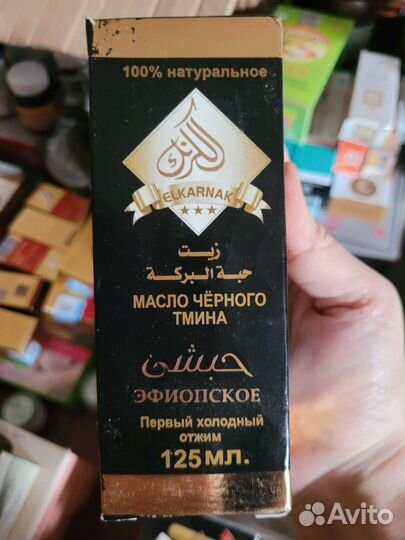 100% натуральное
الكرنك
ELKARNAK
زيت
حبة البركة
МАСЛО ЧЁРНОГО
ТМИНА
حبشى
ЭФИОПСКОЕ
Первый холодный
отжим
125 МЛ.
Avito